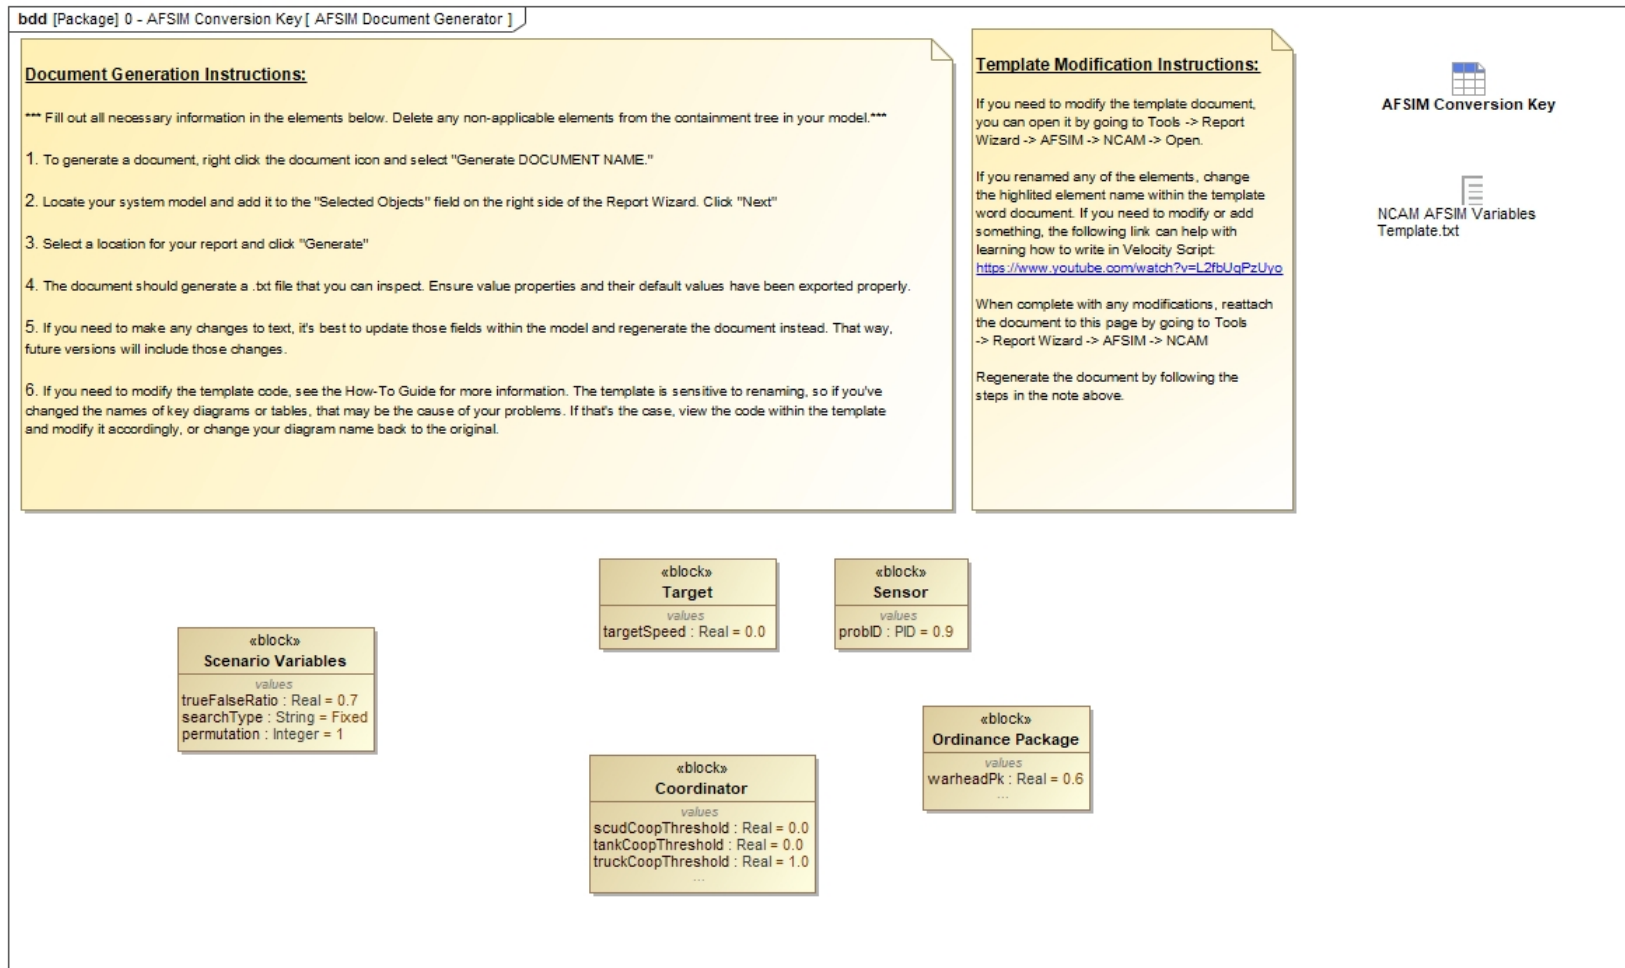 bdd [Package] 0 - AFSIM Conversion Key [ AFSIM Document Generator ]
Document Generation Instructions:
*** Fill out all necessary information in the elements below. Delete any non-applicable elements from the containment tree in your model.***
1. To generate a document, right click the document icon and select "Generate DOCUMENT NAME."
2. Locate your system model and add it to the "Selected Objects" field on the right side of the Report Wizard. Click "Next"
3. Select a location for your report and click "Generate"
4. The document should generate a .txt file that you can inspect. Ensure value properties and their default values have been exported properly.
5. If you need to make any changes to text, it's best to update those fields within the model and regenerate the document instead. That way,
future versions will include those changes.
6. If you need to modify the template code, see the How-To Guide for more information. The template is sensitive to renaming, so if you've
changed the names of key diagrams or tables, that may be the cause of your problems. If that's the case, view the code within the template
and modify it accordingly, or change your diagram name back to the original.
Template Modification Instructions:
If you need to modify the template document,
you can open it by going to Tools -> Report
Wizard -> AFSIM -> NCAM -> Open.
If you renamed any of the elements, change
the highlited element name within the template
word document. If you need to modify or add
something, the following link can help with
learning how to write in Velocity Script:
https://www.youtube.com/watch?v=L2fbUqPzUyo
When complete with any modifications, reattach
the document to this page by going to Tools
-> Report Wizard -> AFSIM -> NCAM
Regenerate the document by following the
steps in the note above.
AFSIM Conversion Key
NCAM AFSIM Variables
Template.txt
«block»
Target
values
targetSpeed : Real = 0.0
«block»
Sensor
values
probID : PID = 0.9
«block»
Scenario Variables
values
trueFalseRatio : Real = 0.7
searchType : String = Fixed
permutation : Integer = 1
«block»
Ordinance Package
values
warheadPk : Real = 0.6
...
«block»
Coordinator
values
scudCoopThreshold : Real = 0.0
tankCoopThreshold : Real = 0.0
truckCoopThreshold : Real = 1.0
...